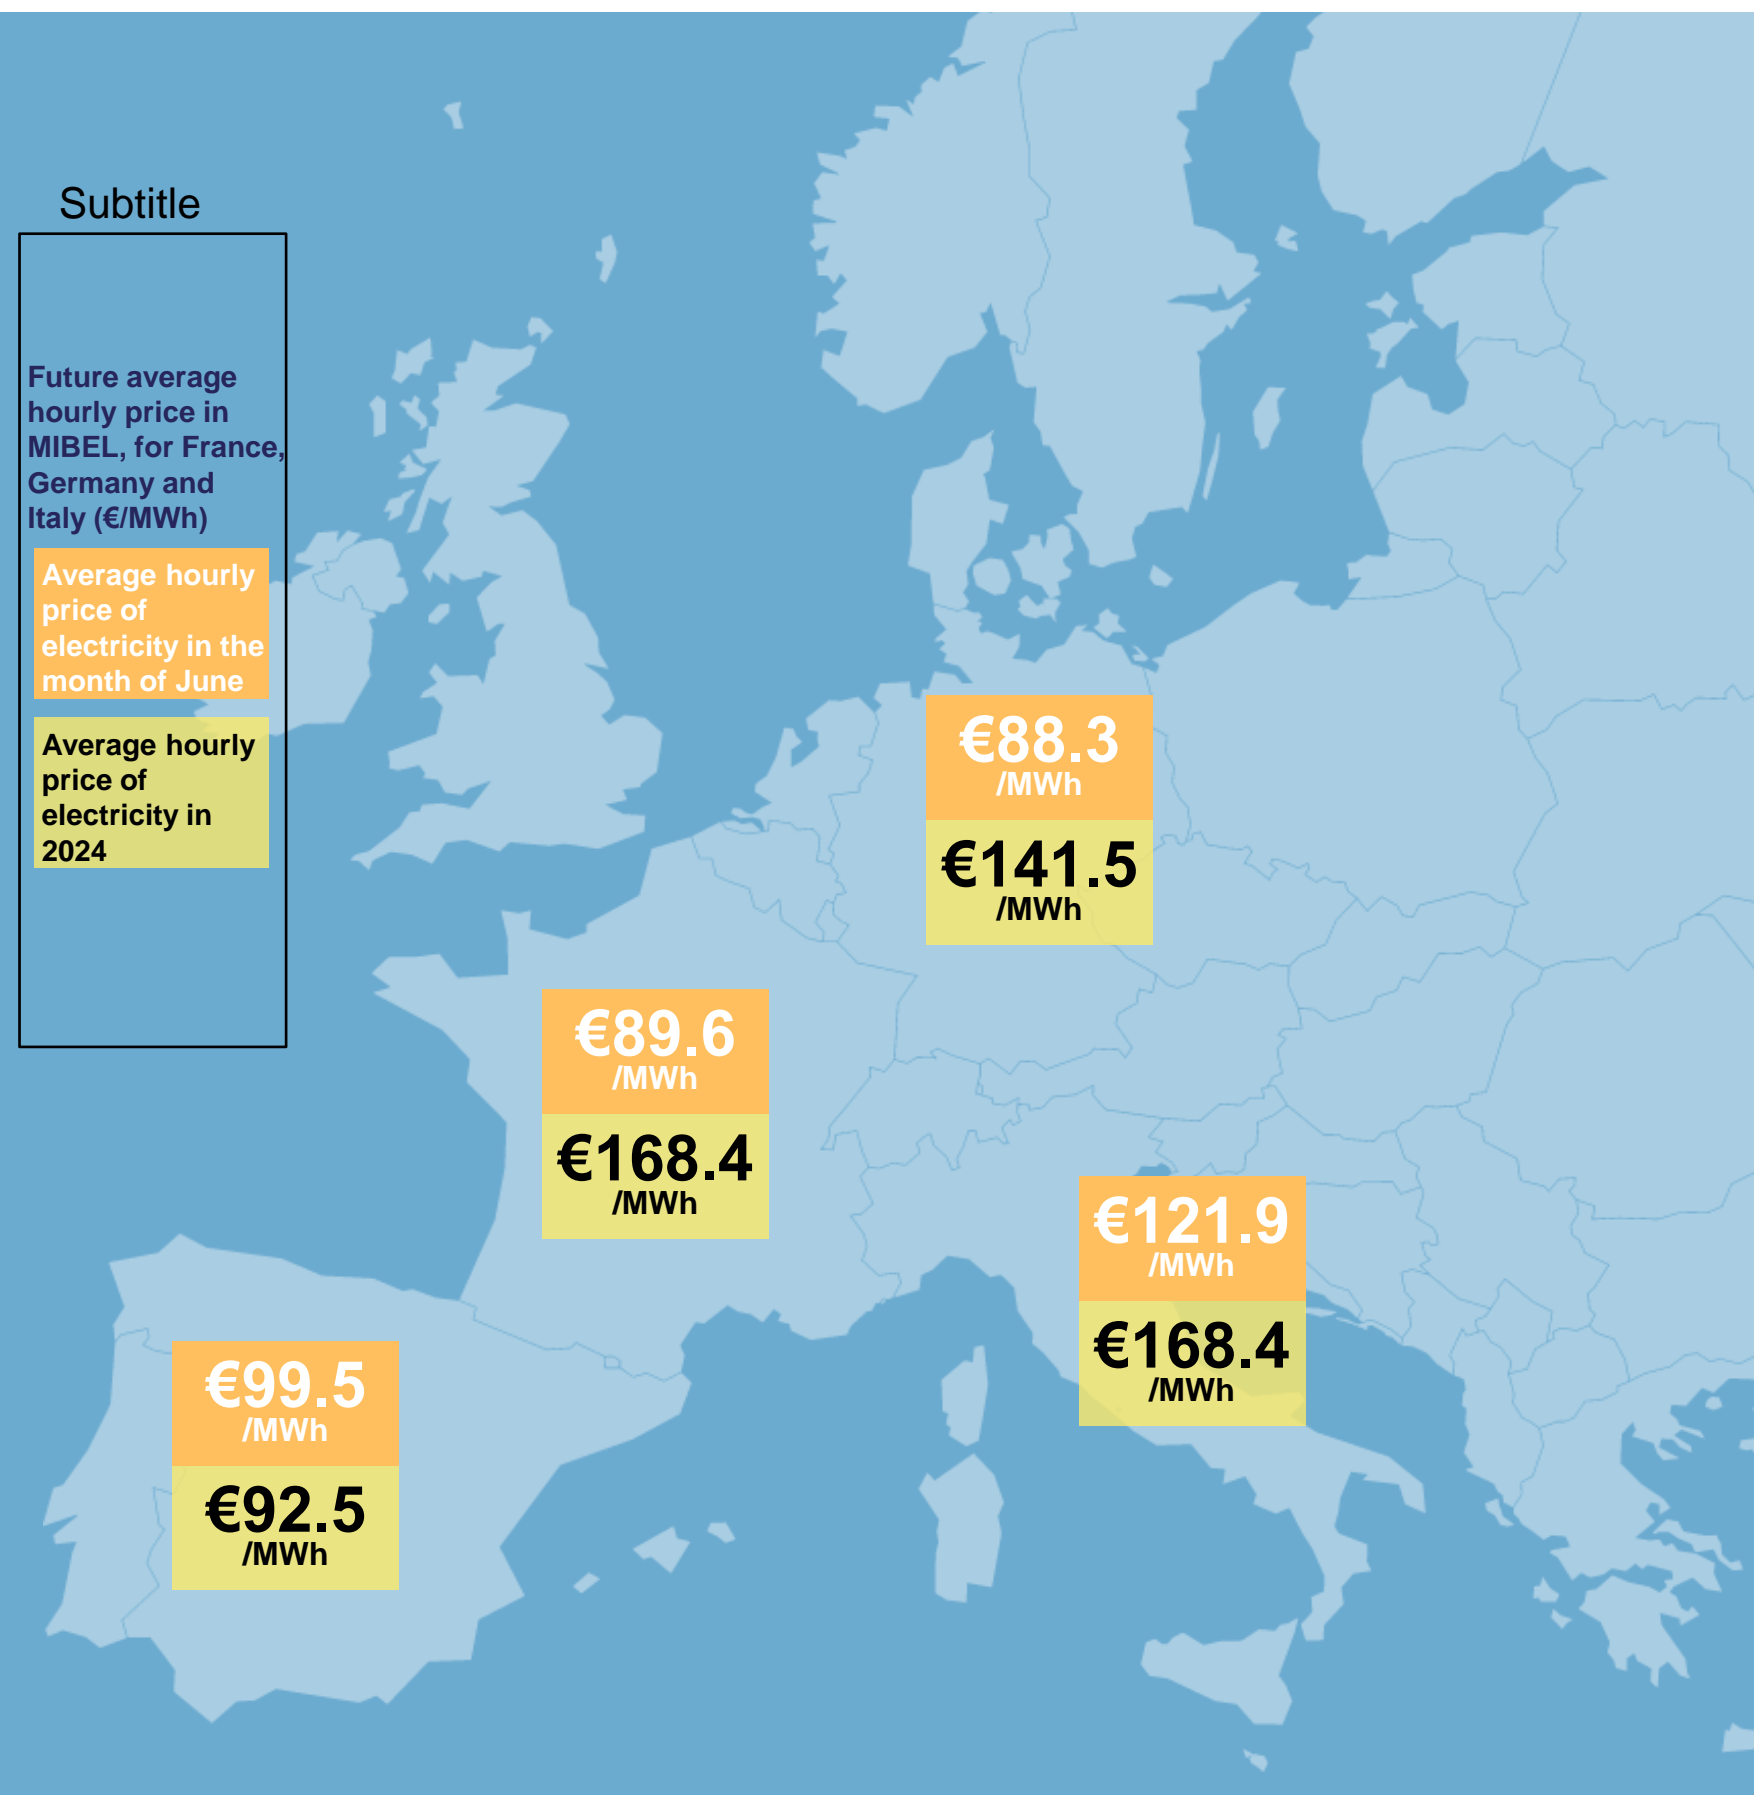 Subtitle
Future average
hourly price in
MIBEL, for France,
Germany and
Italy (€/MWh)
Average hourly
price of
electricity in the
month of June
Average hourly
price of
electricity in
2024
€88.3
/MWh
€141.5
/MWh
€89.6
/MWh
€168.4
/MWh
€121.9
/MWh
€168.4
/MWh
€99.5
/MWh
€92.5
/MWh